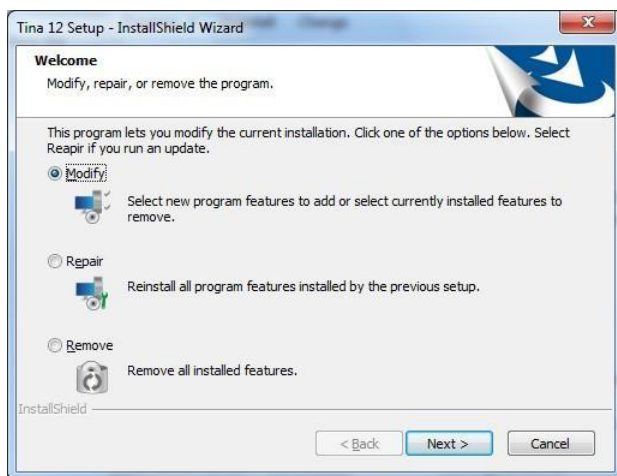 Tina 12 Setup - InstallShield Wizard
Welcome
Modify, repair, or remove the program.
This program lets you modify the current installation. Click one of the options below. Select
Reapir if you run an update.
Modify
Select new program features to add or select currently installed features to
remove.
Repair
Reinstall all program features installed by the previous setup.
Remove
Remove all installed features.
InstallShield
< Back
Next >
Cancel